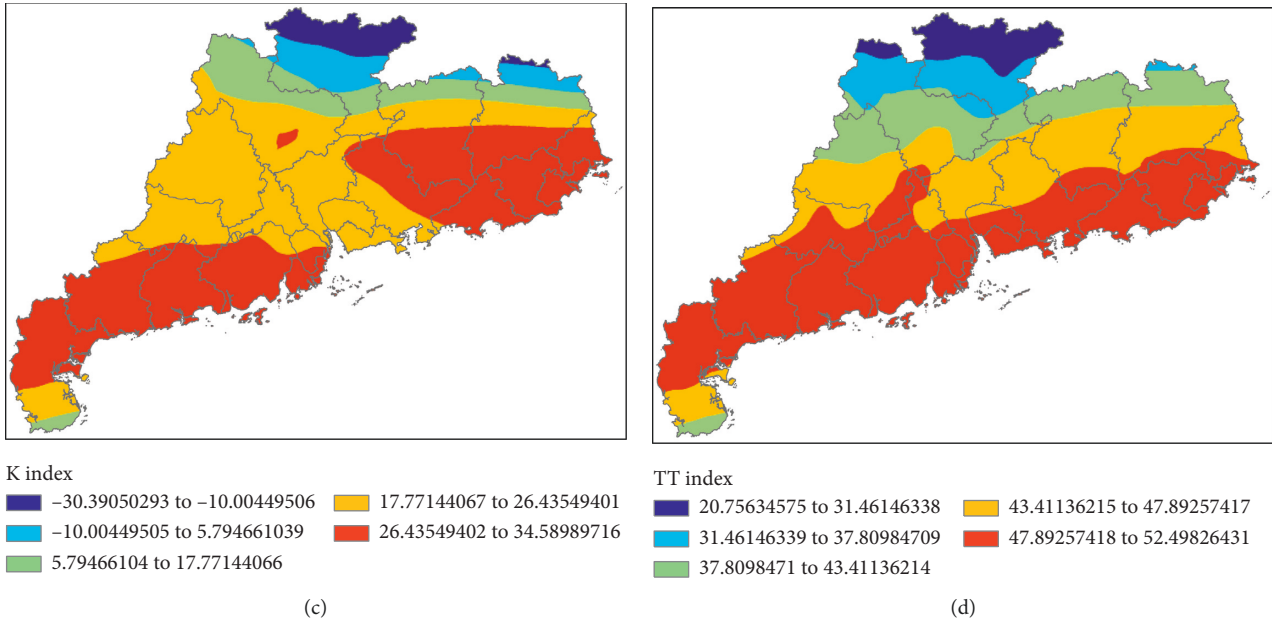 K index
–30.39050293 to –10.00449506
–10.00449505 to 5.794661039
5.79466104 to 17.77144066
17.77144067 to 26.43549401
26.43549402 to 34.58989716
(c)
TT index
20.75634575 to 31.46146338
31.46146339 to 37.80984709
37.8098471 to 43.41136214
43.41136215 to 47.89257417
47.89257418 to 52.49826431
(d)